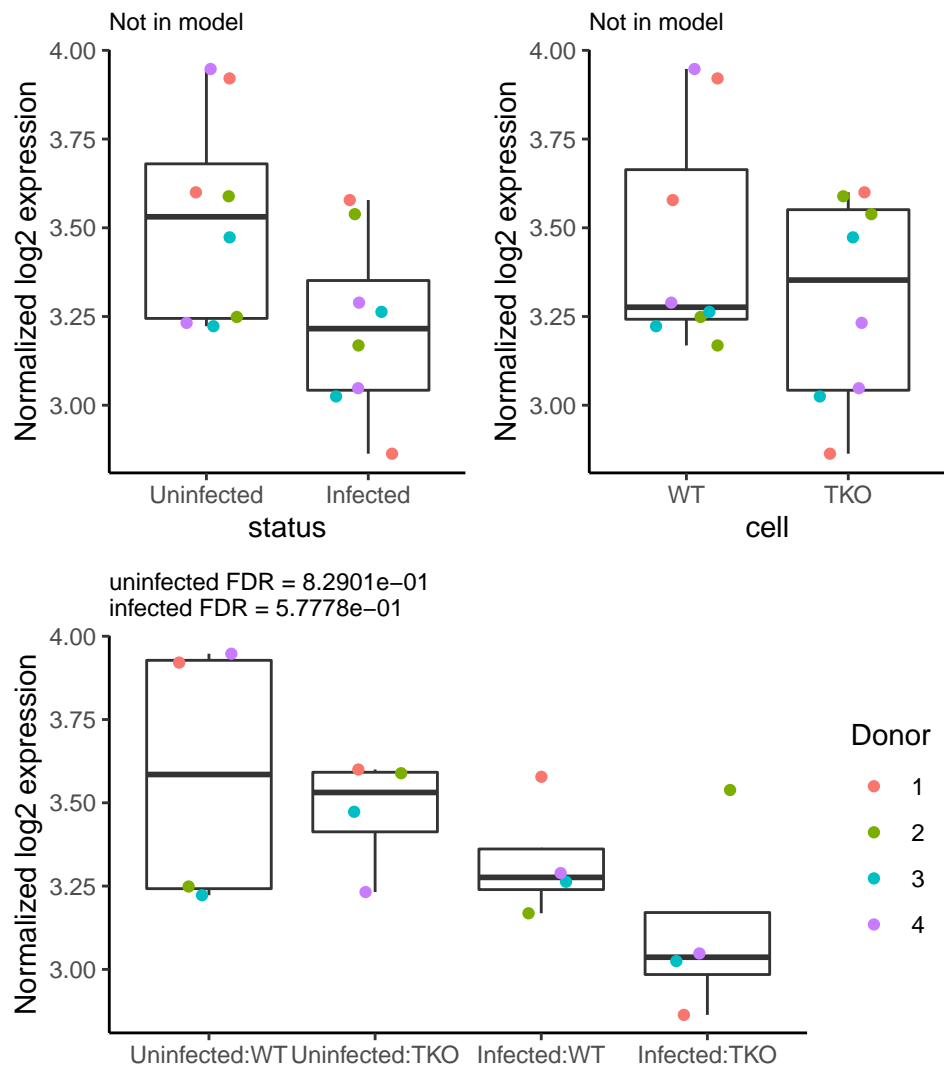 Not in model
Normalized log2 expression
4.00
3.75
3.50
3.25
3.00
Uninfected
Infected
status
Not in model
Normalized log2 expression
4.00
3.75
3.50
3.25
3.00
WT
TKO
cell
uninfected FDR = 8.2901e−01
infected FDR = 5.7778e−01
Normalized log2 expression
4.00
3.75
3.50
3.25
3.00
Uninfected:WT
Uninfected:TKO
Infected:WT
Infected:TKO
Donor
1
2
3
4